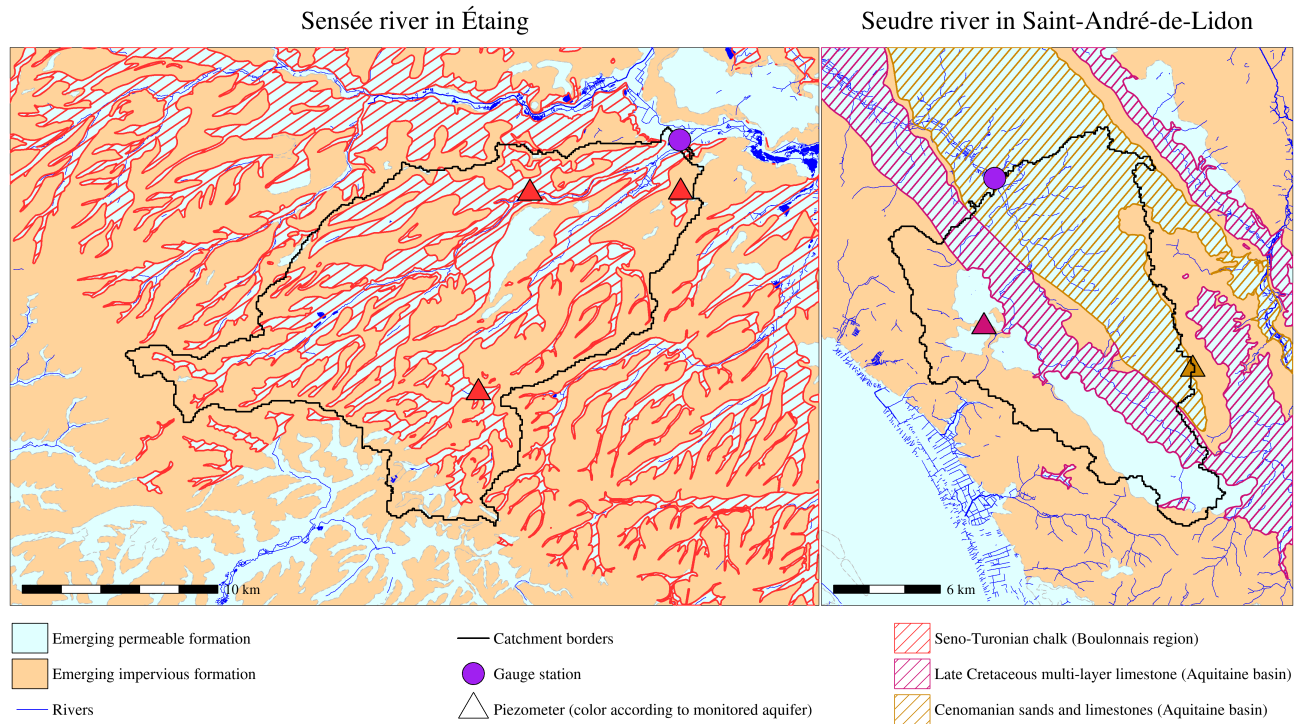 Sensée river in Étaing
Seudre river in Saint-André-de-Lidon
10 km
6 km
Emerging permeable formation
Emerging impervious formation
Rivers
Catchment borders
Gauge station
Piezometer (color according to monitored aquifer)
Seno-Turonian chalk (Boulonnais region)
Late Cretaceous multi-layer limestone (Aquitaine basin)
Cenomanian sands and limestones (Aquitaine basin)